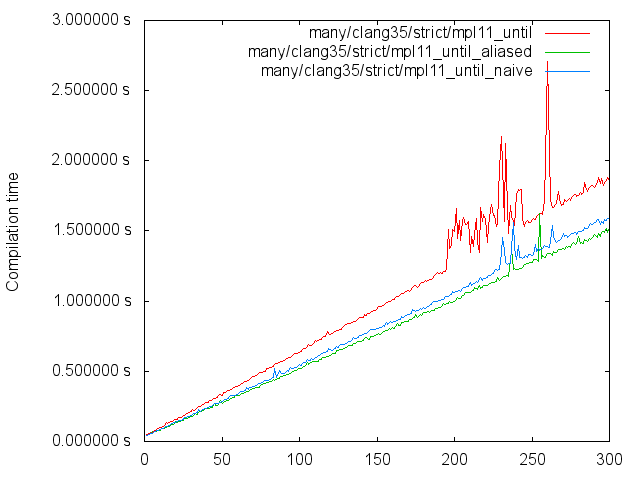 3.000000 s
many/clang35/strict/mpl11_until
many/clang35/strict/mpl11_until_aliased
many/clang35/strict/mpl11_until_naive
2.500000 s
2.000000 s
1.500000 s
1.000000 s
0.500000 s
0.000000 s
Compilation time
0 50 100 150 200 250 300